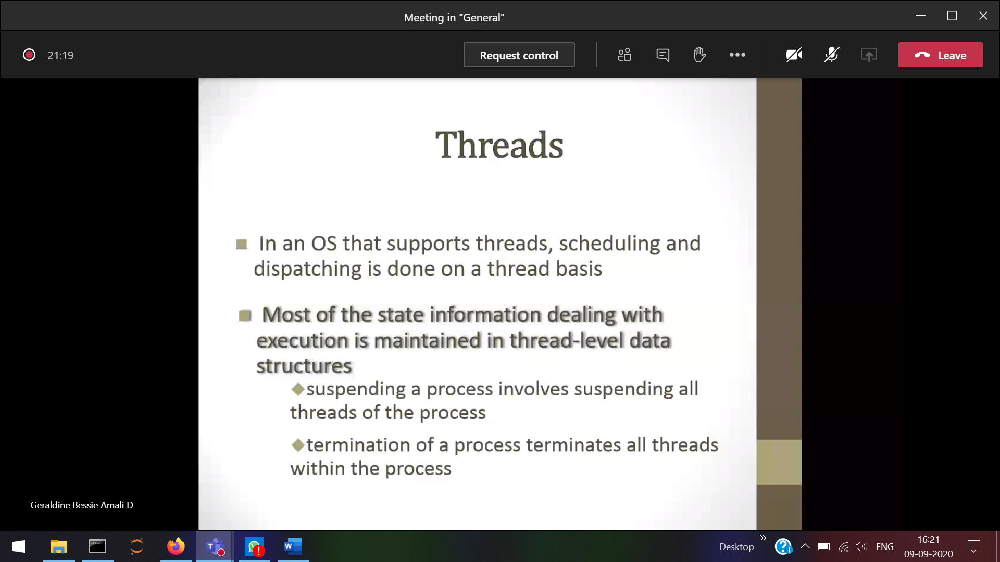 Meeting in "General"
21:19
Request control
Leave
Threads
In an OS that supports threads, scheduling and
dispatching is done on a thread basis
Most of the state information dealing with
execution is maintained in thread-level data
structures
suspending a process involves suspending all
threads of the process
termination of a process terminates all threads
within the process
Geraldine Bessie Amali D
Desktop
ENG
16:21
09-09-2020